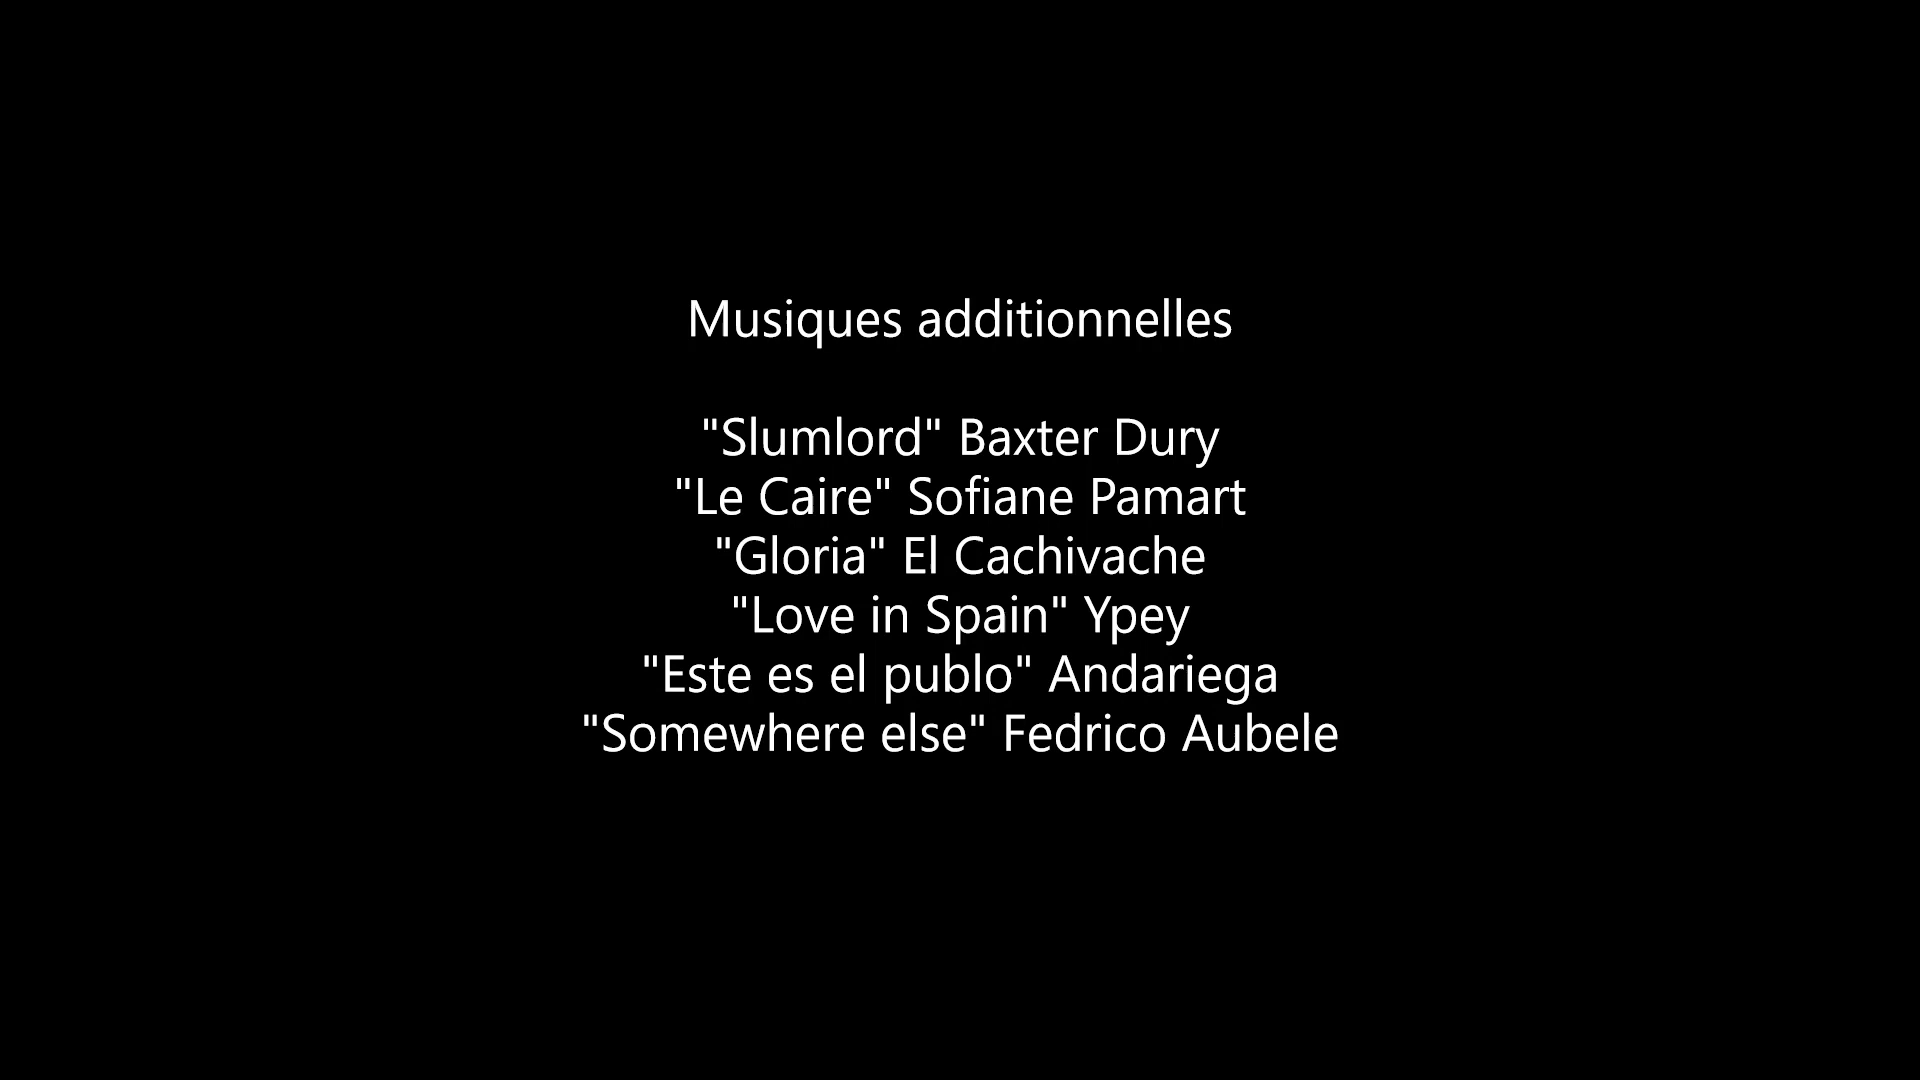 Musiques additionnelles
"Slumlord" Baxter Dury
"Le Caire" Sofiane Pamart
"Gloria" El Cachivache
"Love in Spain" Ypey
"Este es el publo" Andariega
"Somewhere else" Fedrico Aubele